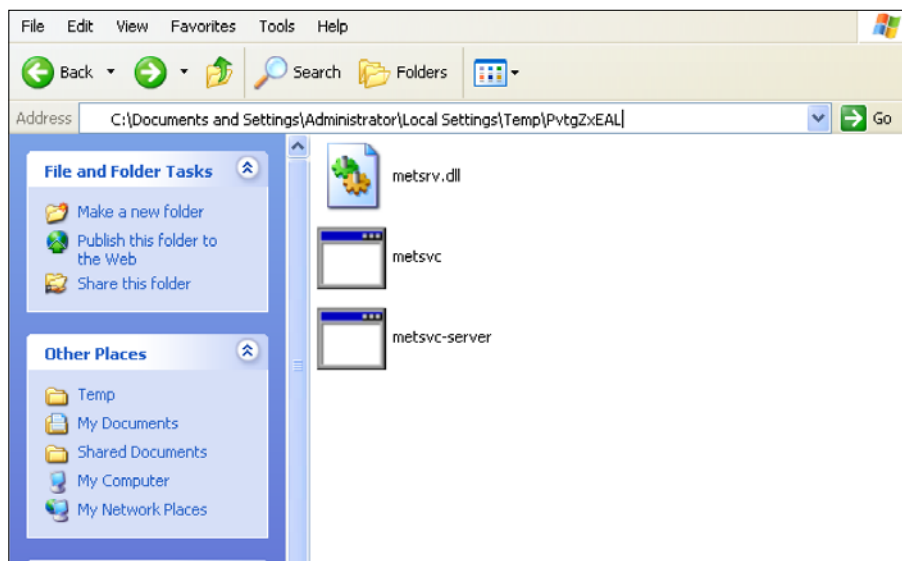 File Edit View Favorites Tools Help
Back Search Folders
Address C:\Documents and Settings\Administrator\Local Settings\Temp\PvtgZxEAL Go
File and Folder Tasks
Make a new folder
Publish this folder to
the Web
Share this folder
Other Places
Temp
My Documents
Shared Documents
My Computer
My Network Places
metsrv.dll
metsvc
metsvc-server